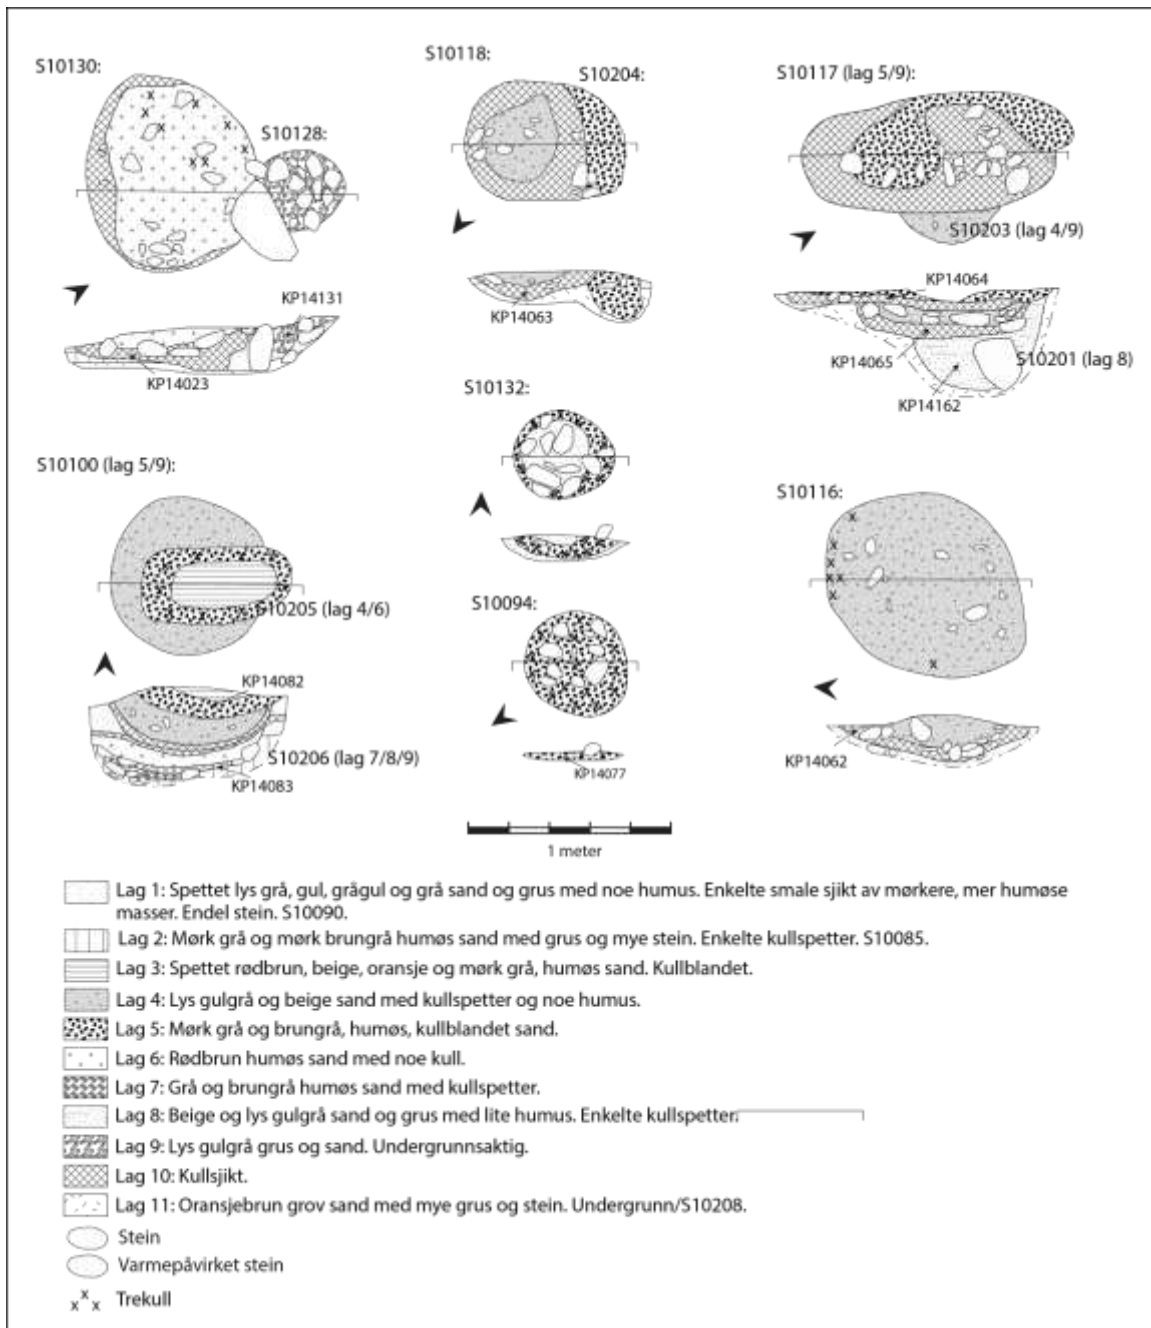 S10130:
S10128:
KP14131
KP14023
S10118:
S10204:
KP14063
S10117 (lag 5/9):
S10203 (lag 4/9)
KP14064
KP14065
S10201 (lag 8)
KP14162
S10132:
S10100 (lag 5/9):
S10205 (lag 4/6)
KP14082
S10206 (lag 7/8/9)
KP14083
S10094:
KP14077
S10116:
KP14062
1 meter
Lag 1: Spettet lys grå, gul, grågul og grå sand og grus med noe humus. Enkelte smale sjikt av mørkere, mer humøse
masser. Endel stein. S10090.
Lag 2: Mørk grå og mørk brungrå humøs sand med grus og mye stein. Enkelte kullspetter. S10085.
Lag 3: Spettet rødbrun, beige, oransje og mørk grå, humøs sand. Kullblandet.
Lag 4: Lys gulgrå og beige sand med kullspetter og noe humus.
Lag 5: Mørk grå og brungrå, humøs, kullblandet sand.
Lag 6: Rødbrun humøs sand med noe kull.
Lag 7: Grå og brungrå humøs sand med kullspetter.
Lag 8: Beige og lys gulgrå sand og grus med lite humus. Enkelte kullspetter.
Lag 9: Lys gulgrå grus og sand. Undergrunnsaktig.
Lag 10: Kullsjikt.
Lag 11: Oransjebrun grov sand med mye grus og stein. Undergrunn/S10208.
Stein
Varmepåvirket stein
Trekull